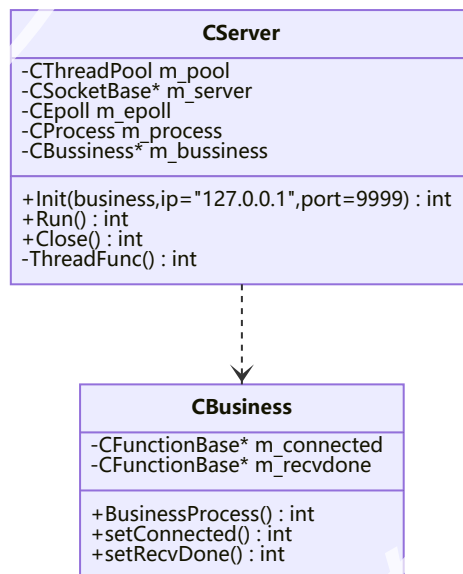 CServer
-CThreadPool m_pool
-CSocketBase* m_server
-CEpoll m_epoll
-CProcess m_process
-CBussiness* m_bussiness
+Init(business,ip="127.0.0.1",port=9999) : int
+Run() : int
+Close() : int
-ThreadFunc() : int
CBusiness
-CFunctionBase* m_connected
-CFunctionBase* m_recvdone
+BusinessProcess() : int
+setConnected() : int
+setRecvDone() : int